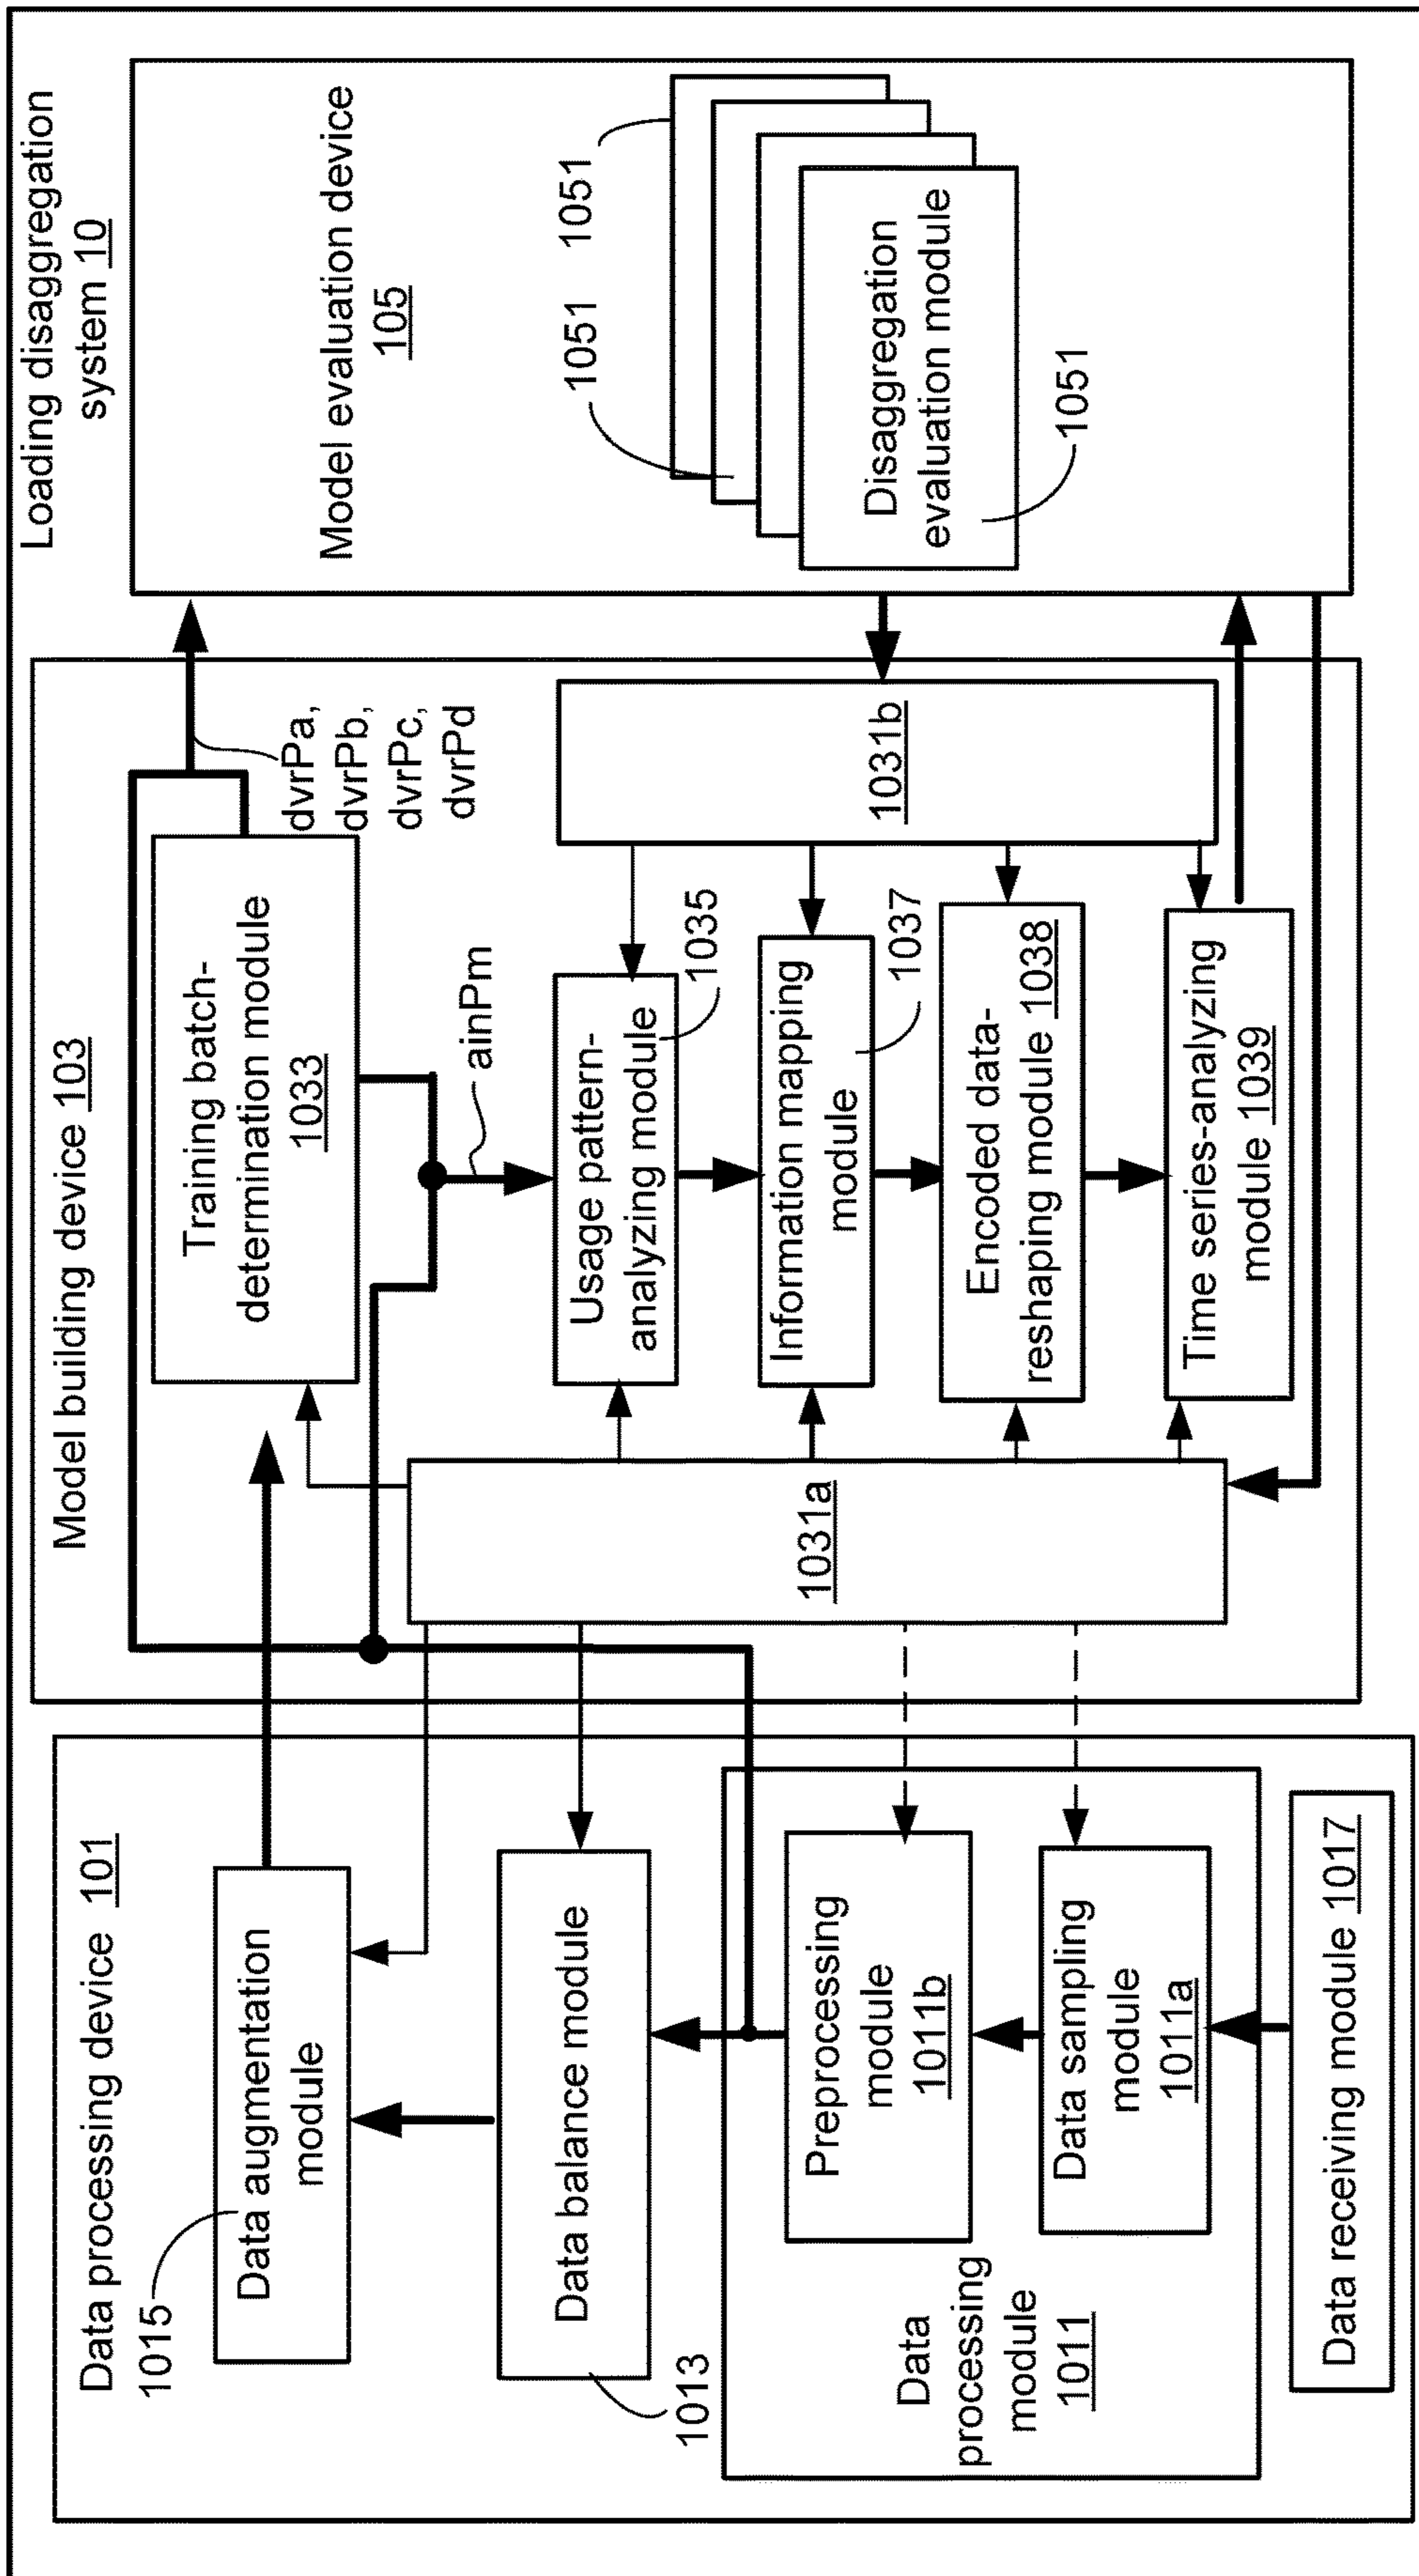 Loading disaggregation
system 10
Data processing device 101
1015
Data augmentation
module
Data balance module
1013
Data
processing
module
1011
Preprocessing
module
1011b
Data sampling
module
1011a
Data receiving module 1017
Model building device 103
Training batch-
determination module
1033
dvrPa,
dvrPb,
dvrPc,
dvrPd
ainPm
1031a
Usage pattern-
analyzing module
1035
Information mapping
module
1037
Encoded data-
reshaping module 1038
Time series-analyzing
module 1039
1031b
Model evaluation device
105
1051
1051
Disaggregation
evaluation module
1051